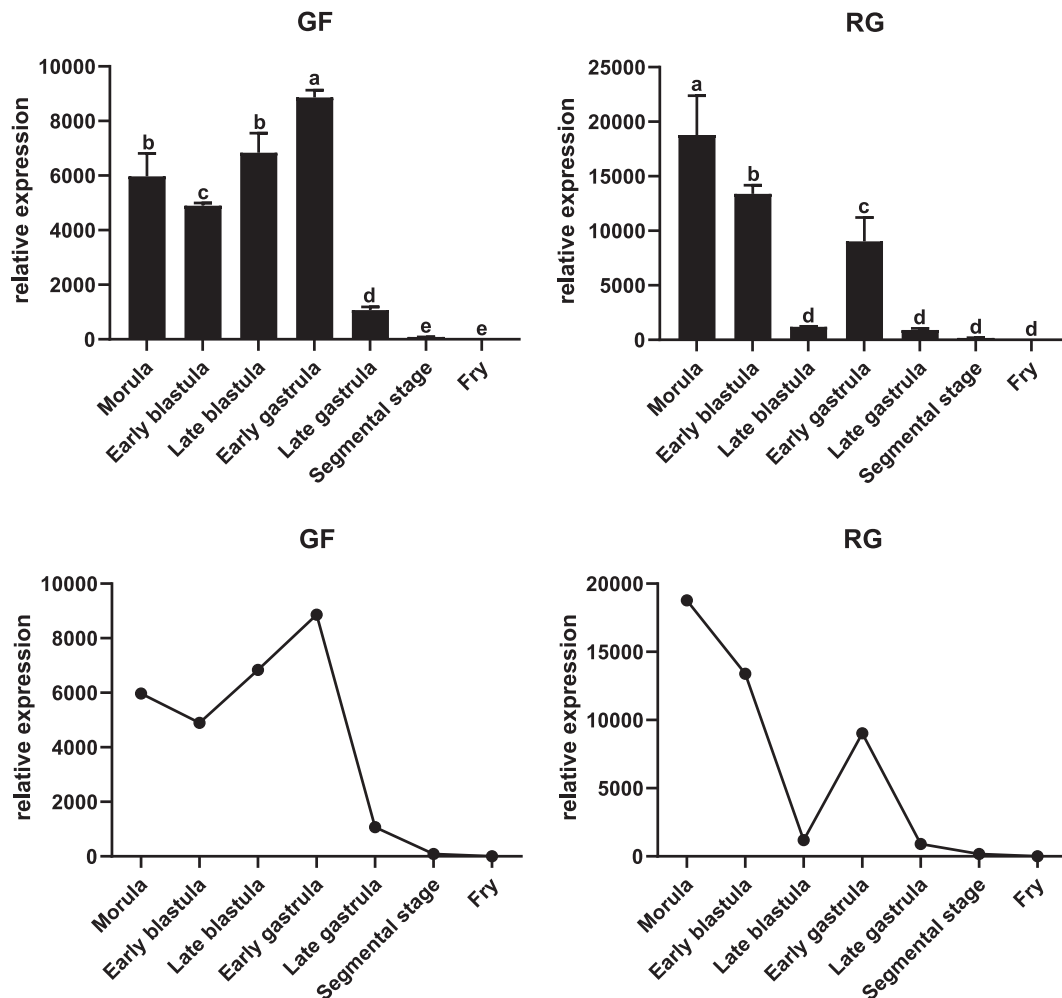 GF
relative expression
10000
8000
6000
4000
2000
0
b
c
b
a
d
e
e
Morula
Early blastula
Late blastula
Early gastrula
Late gastrula
Segmental stage
Fry
RG
relative expression
25000
20000
15000
10000
5000
0
a
b
d
c
d
d
d
Morula
Early blastula
Late blastula
Early gastrula
Late gastrula
Segmental stage
Fry
GF
relative expression
10000
8000
6000
4000
2000
0
Morula
Early blastula
Late blastula
Early gastrula
Late gastrula
Segmental stage
Fry
RG
relative expression
20000
15000
10000
5000
0
Morula
Early blastula
Late blastula
Early gastrula
Late gastrula
Segmental stage
Fry